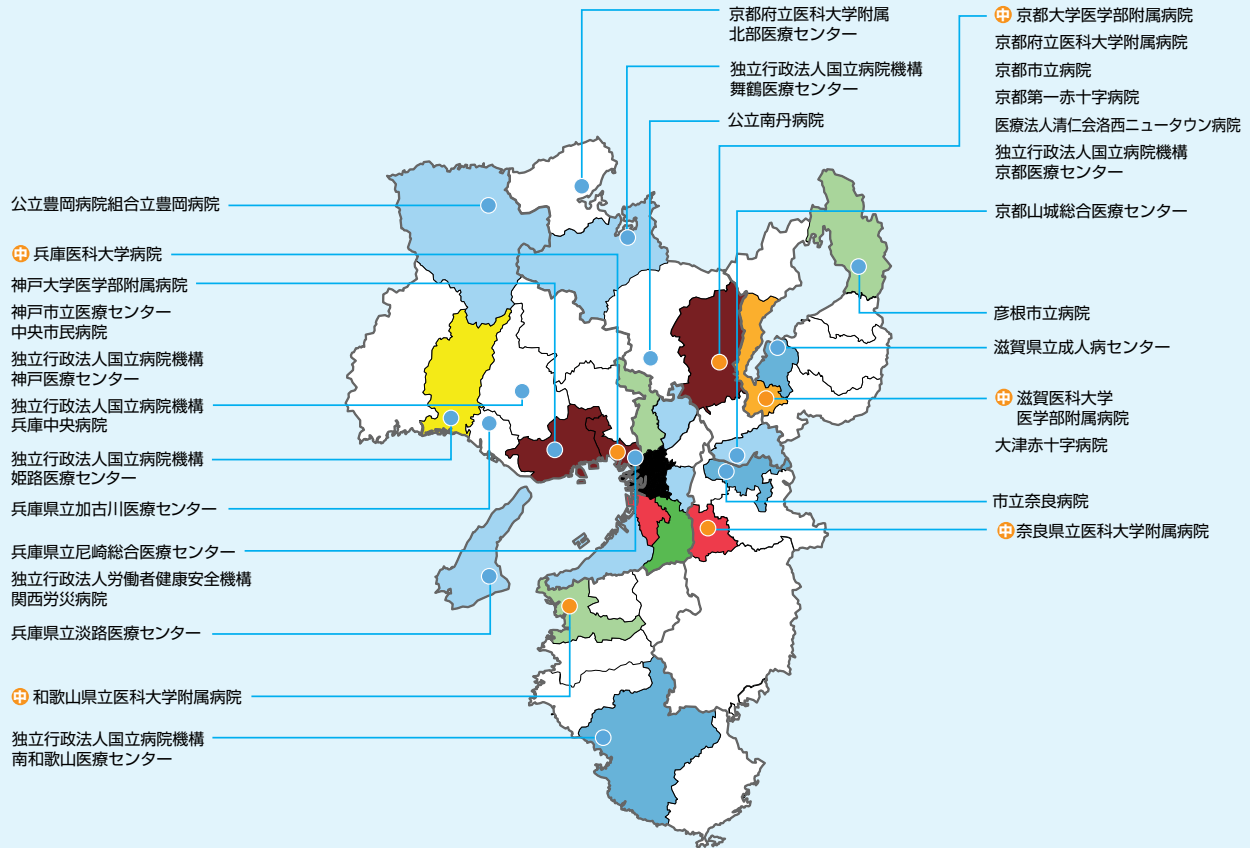 京都府立医科大学附属
北部医療センター
独立行政法人国立病院機構
舞鶴医療センター
公立南丹病院
中 京都大学医学部附属病院
京都府立医科大学附属病院
京都市立病院
京都第一赤十字病院
医療法人清仁会洛西ニュータウン病院
独立行政法人国立病院機構
京都医療センター
京都山城総合医療センター
彦根市立病院
滋賀県立成人病センター
中 滋賀医科大学
医学部附属病院
大津赤十字病院
市立奈良病院
中 奈良県立医科大学附属病院
公立豊岡病院組合立豊岡病院
中 兵庫医科大学病院
神戸大学医学部附属病院
神戸市立医療センター
中央市民病院
独立行政法人国立病院機構
神戸医療センター
独立行政法人国立病院機構
兵庫中央病院
独立行政法人国立病院機構
姫路医療センター
兵庫県立加古川医療センター
兵庫県立尼崎総合医療センター
独立行政法人労働者健康安全機構
関西労災病院
兵庫県立淡路医療センター
中 和歌山県立医科大学附属病院
独立行政法人国立病院機構
南和歌山医療センター